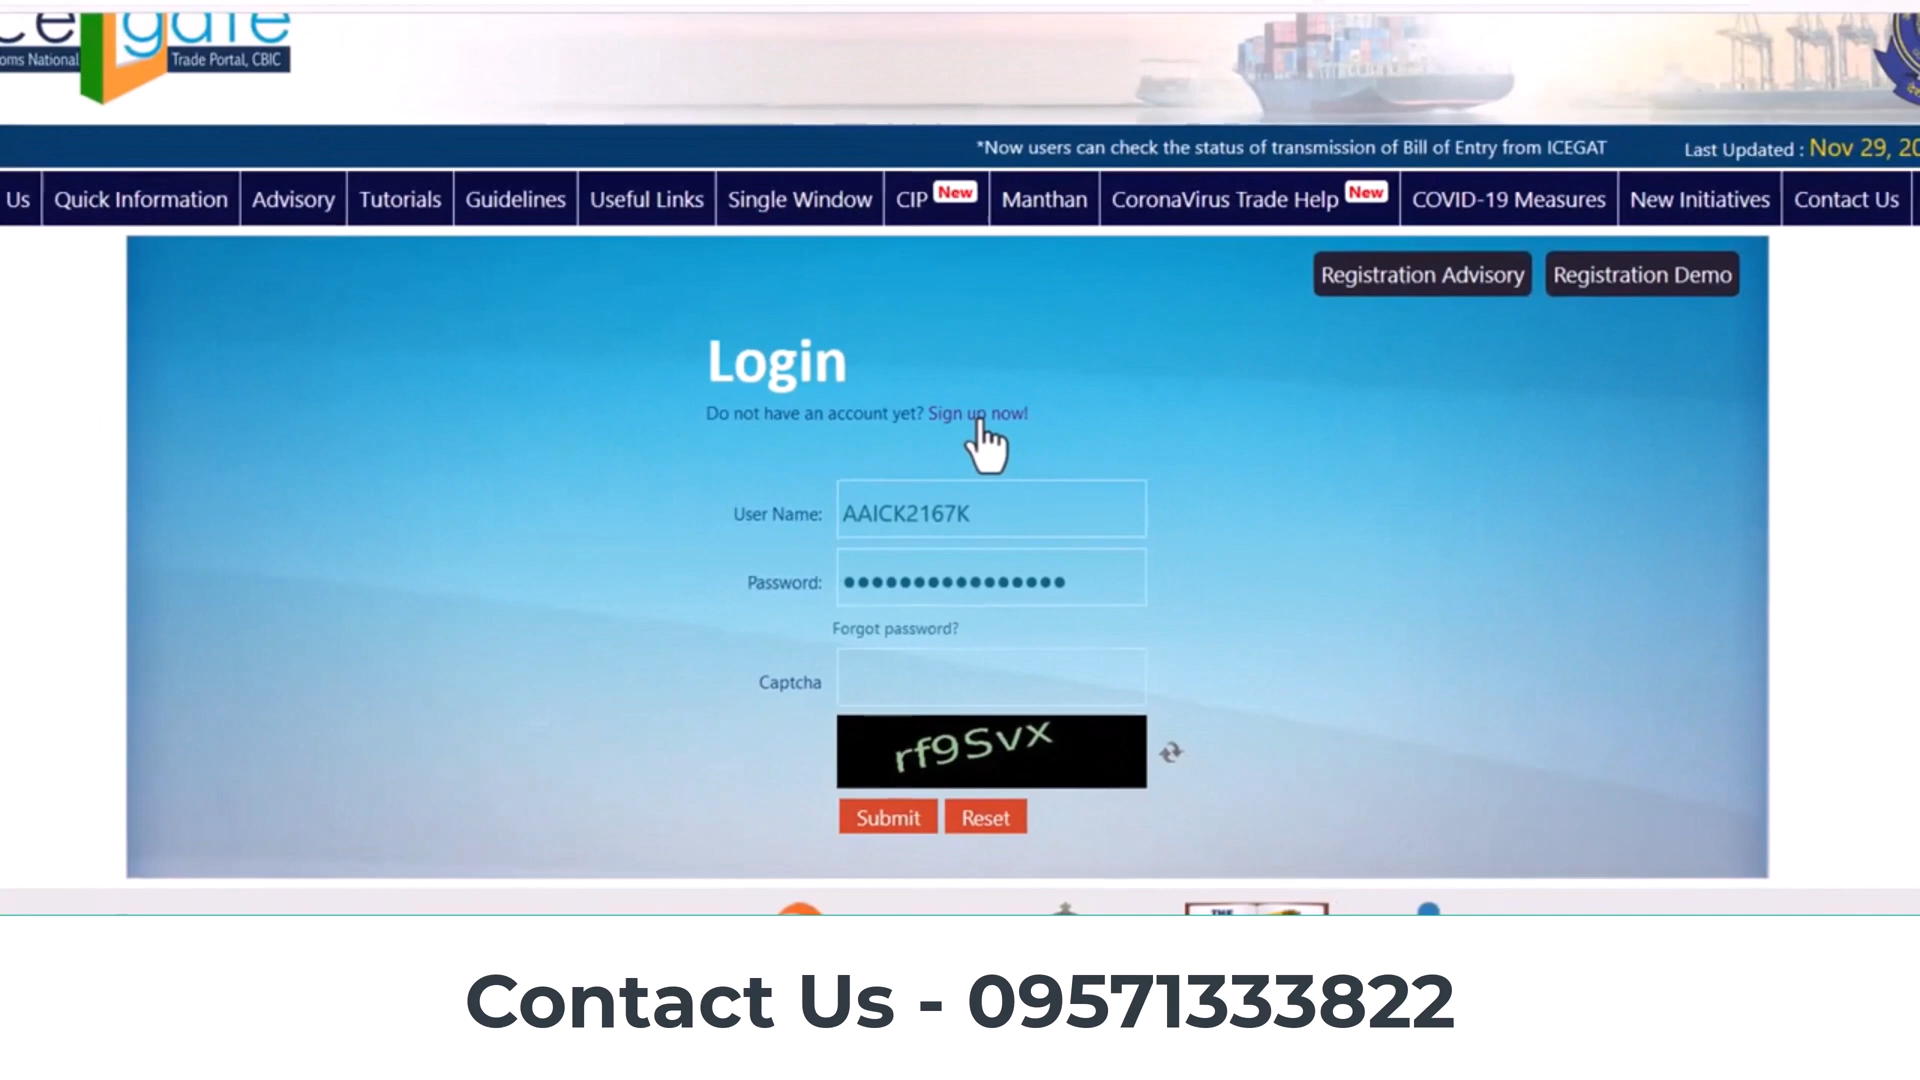 oms National Trade Portal, CBIC
*Now users can check the status of transmission of Bill of Entry from ICEGAT
Last Updated : Nov 29, 20
Us Quick Information Advisory Tutorials Guidelines Useful Links Single Window CIP New Manthan CoronaVirus Trade Help New COVID-19 Measures New Initiatives Contact Us
Registration Advisory Registration Demo
Login
Do not have an account yet? Sign up now!
User Name: AAICK2167K
Password:
Forgot password?
Captcha
rf9Svx
Submit Reset
THE
Contact Us - 09571333822